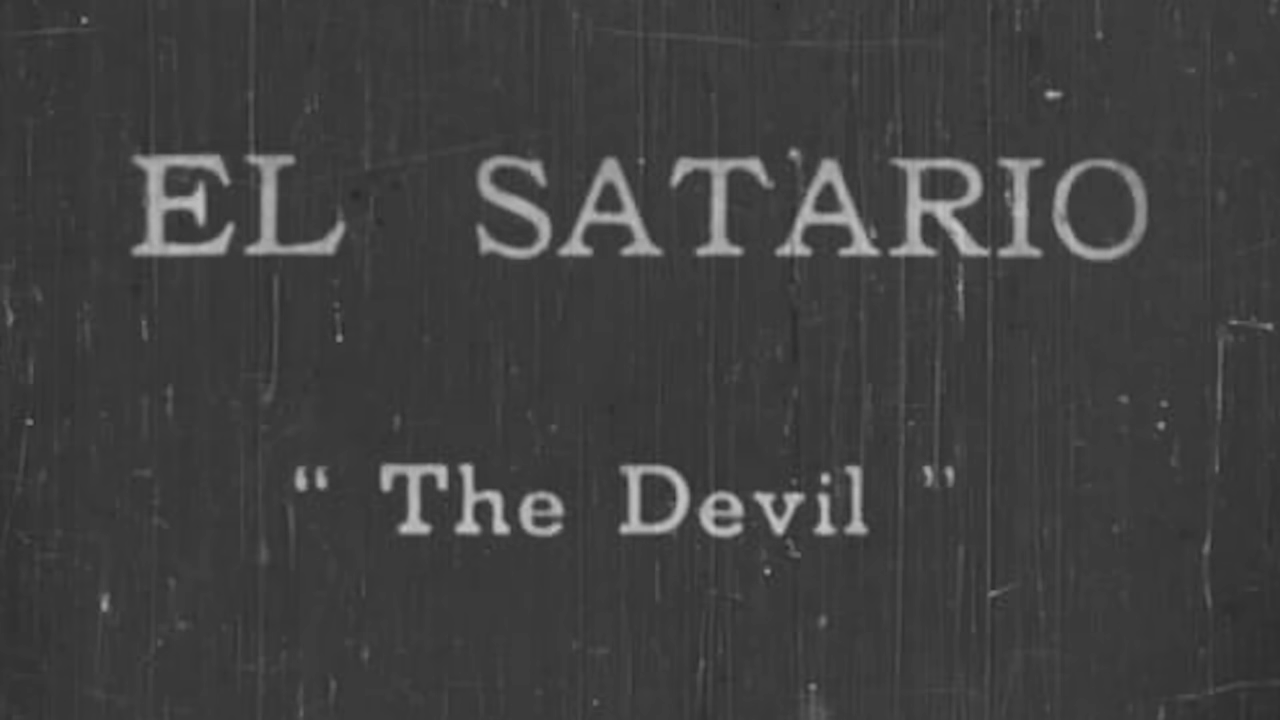 EL SATARIO
“ The Devil ”